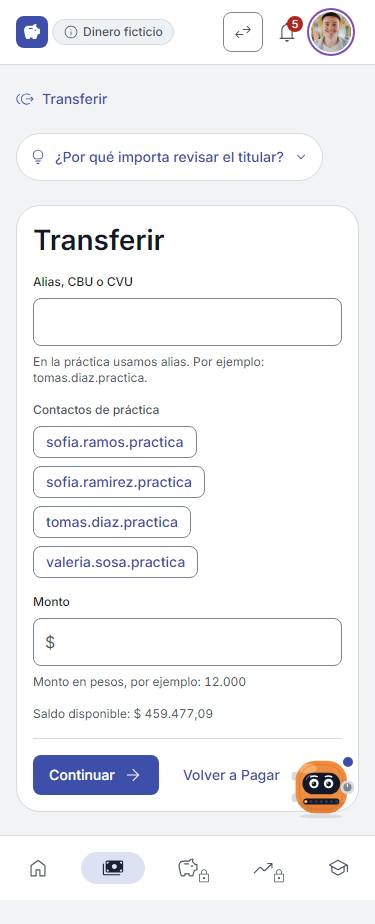 Dinero ficticio
5
Transferir
¿Por qué importa revisar el titular?
Transferir
Alias, CBU o CVU
En la práctica usamos alias. Por ejemplo:
tomas.diaz.practica.
Contactos de práctica
sofia.ramos.practica
sofia.ramirez.practica
tomas.diaz.practica
valeria.sosa.practica
Monto
$
Monto en pesos, por ejemplo: 12.000
Saldo disponible: $ 459.477,09
Continuar
Volver a Pagar